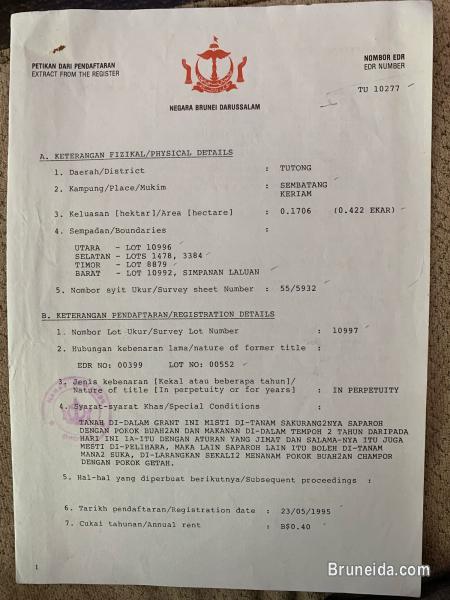 PETIKAN DARI PENDAFTARAN
EXTRACT FROM THE REGISTER
NOMBOR EDR
EDR NUMBER
TU 10277
NEGARA BRUNEI DARUSSALAM
A. KETERANGAN FIZIKAL/PHYSICAL DETAILS
1. Daerah/District : TUTONG
2. Kampung/Place/Mukim : SEMBATANG
KERIAM
3. Keluasan [hektar]/Area [hectare] : 0.1706 (0.422 EKAR)
4. Sempadan/Boundaries :
UTARA - LOT 10996
SELATAN - LOTS 1478, 3384
TIMOR - LOT 8879
BARAT - LOT 10992, SIMPANAN LALUAN
5. Nombor syit Ukur/Survey sheet Number : 55/5932
B. KETERANGAN PENDAFTARAN/REGISTRATION DETAILS
1. Nombor Lot Ukur/Survey Lot Number : 10997
2. Hubungan kebenaran lama/nature of former title :
EDR NO: 00399 LOT NO: 00552
3. Jenis kebenaran [Kekal atau beberapa tahun]/
Nature of title [In perpetuity or for years] : IN PERPETUITY
4. Syarat-syarat Khas/Special Conditions :
TANAH DI-DALAM GRANT INI MISTI DI-TANAM SAKURANG2NYA SAPAROH
DENGAN POKOK BUAH2AN DAN MAKANAN DI-DALAM TEMPOH 2 TAHUN DARIPADA
HARI INI IA-ITU DENGAN ATURAN YANG JIMAT DAN SALAMA-NYA ITU JUGA
MESTI DI-PELIHARA, MAKA LAIN SAPAROH LAIN ITU BOLEH DI-TANAM
MANA2 SUKA, DI-LARANGKAN SEKALI2 MENANAM POKOK BUAH2AN CHAMPOR
DENGAN POKOK GETAH.
5. Hal-hal yang diperbuat berikutnya/Subsequent proceedings :
6. Tarikh pendaftaran/Registration date : 23/05/1995
7. Cukai tahunan/Annual rent : B$0.40
1
Bruneida.com